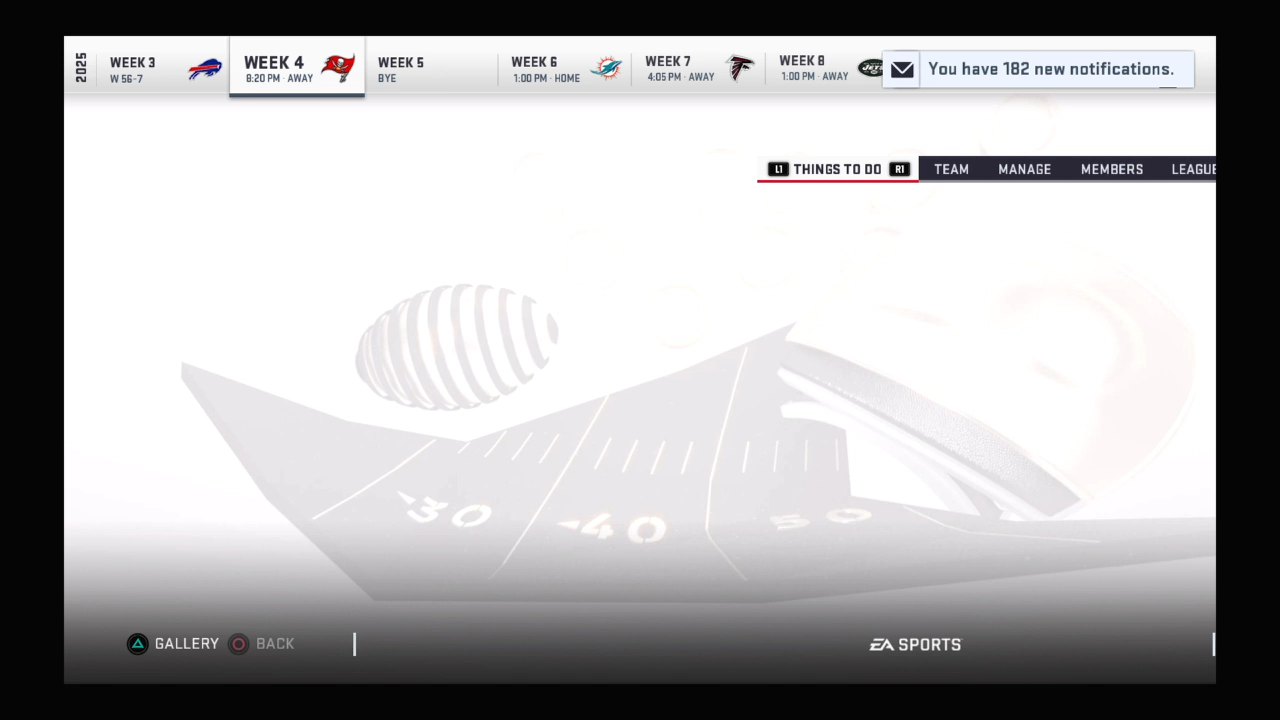 2025
WEEK 3
W 56-7
WEEK 4
8:20 PM · AWAY
WEEK 5
BYE
WEEK 6
1:00 PM · HOME
WEEK 7
4:05 PM · AWAY
WEEK 8
1:00 PM · AWAY
JETS
You have 182 new notifications.
L1 THINGS TO DO R1 TEAM MANAGE MEMBERS LEAGUE
30 40 50
GALLERY BACK
EA SPORTS